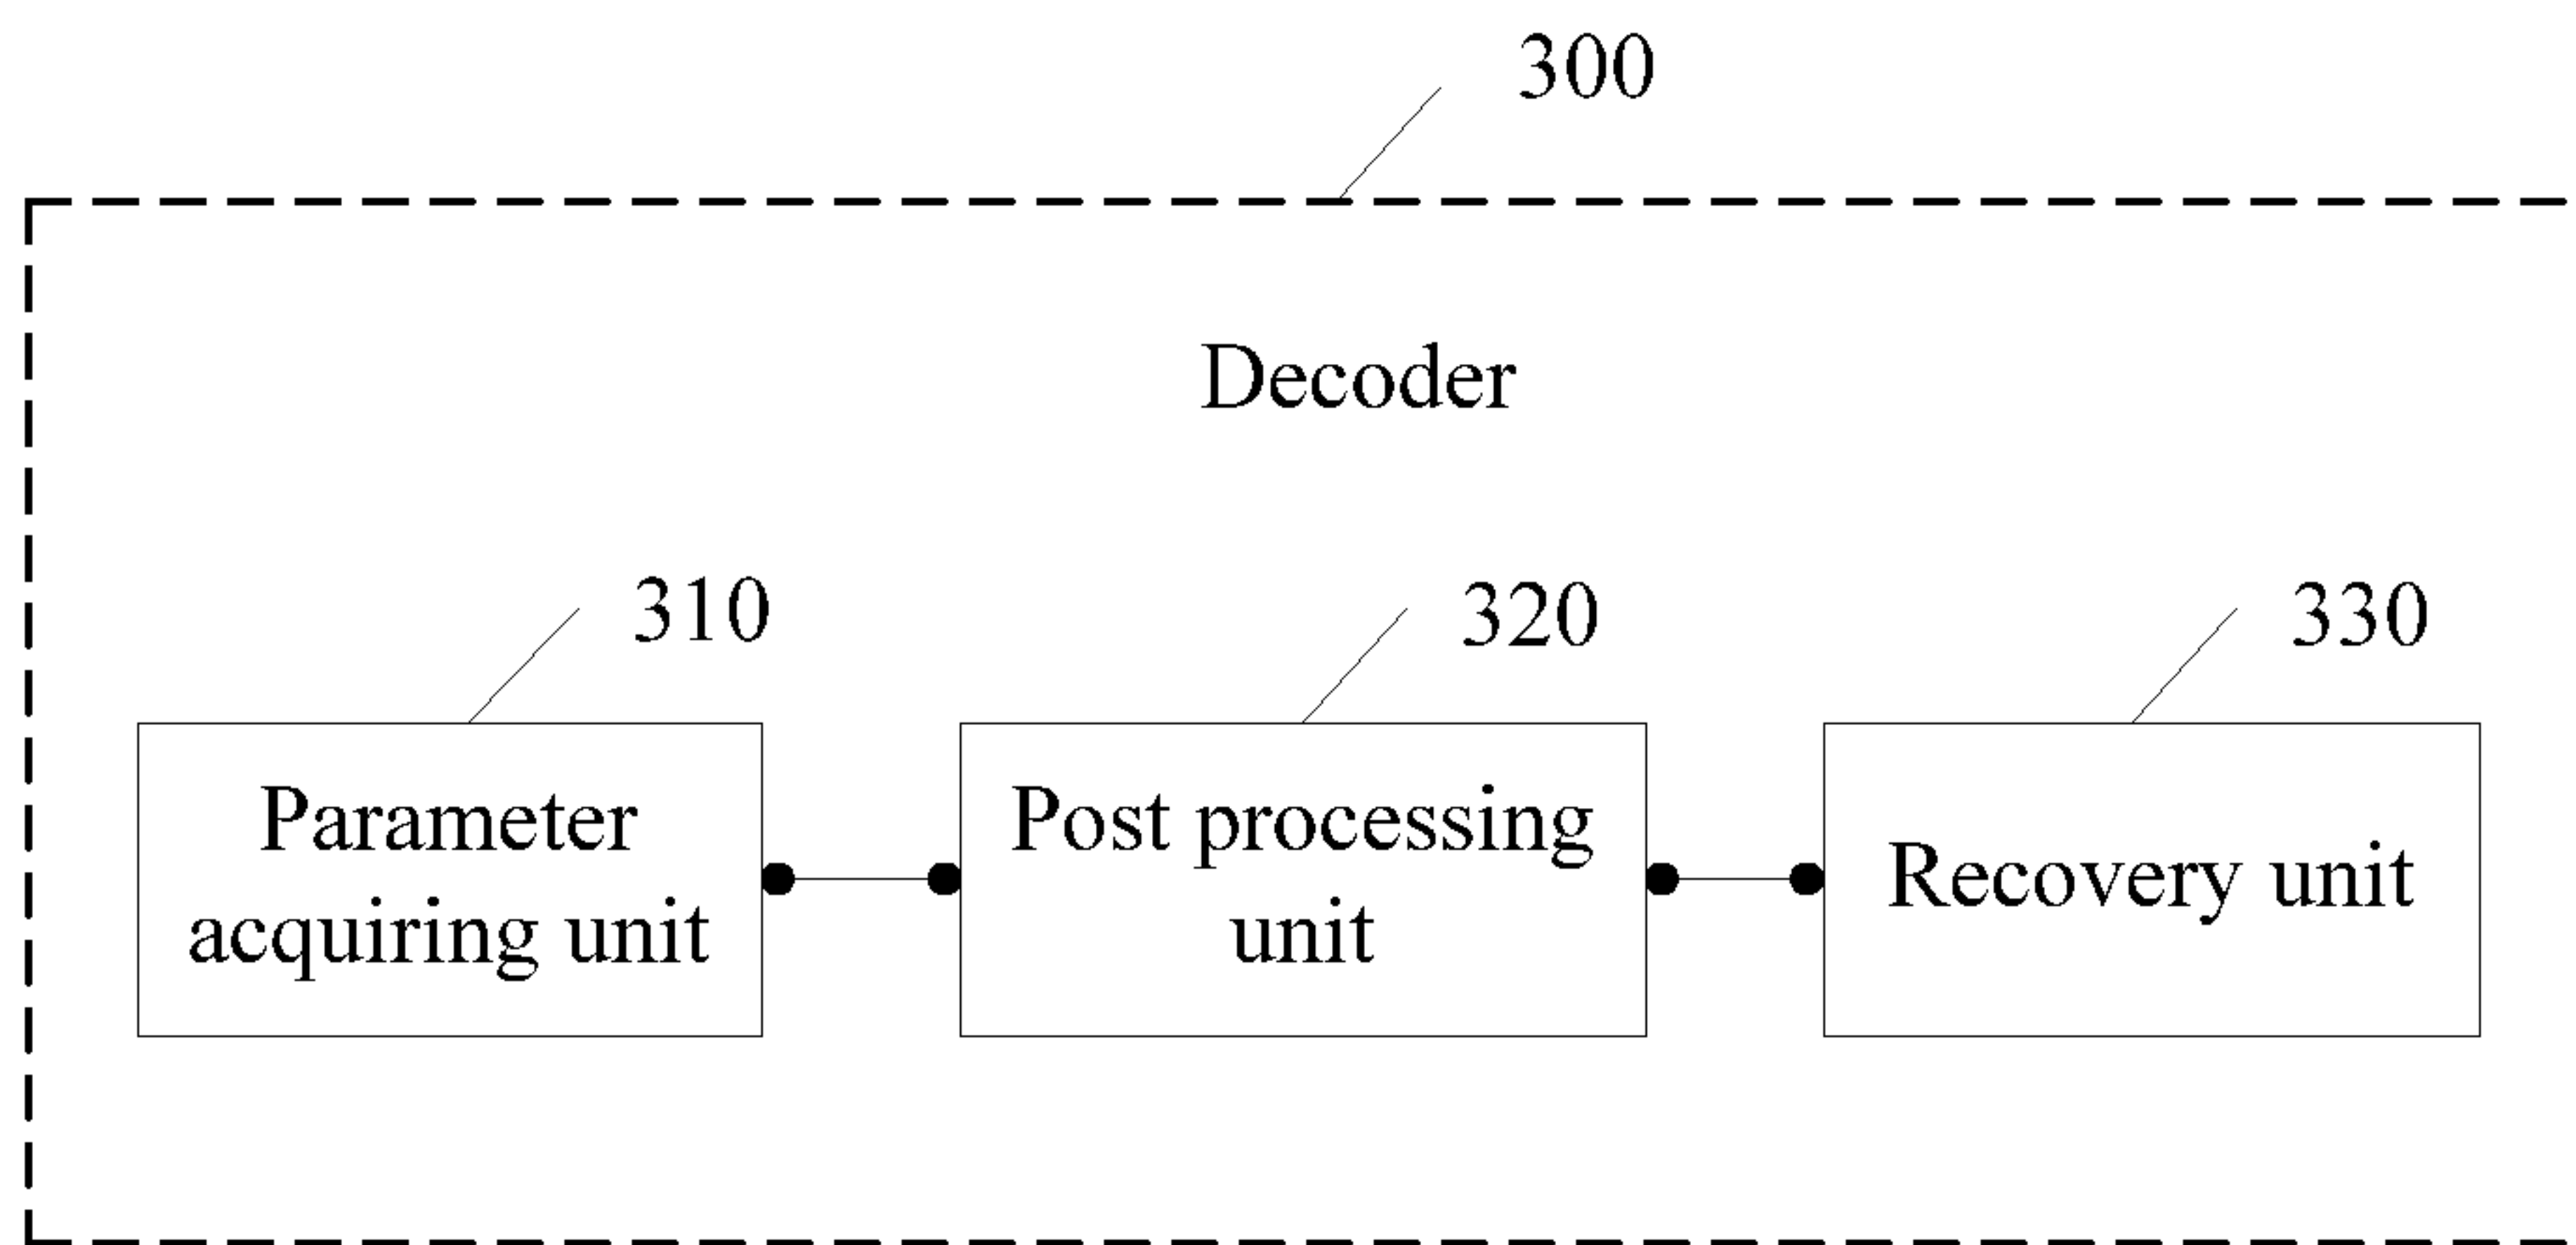 300
Decoder
310
320
330
Parameter
acquiring unit
Post processing
unit
Recovery unit